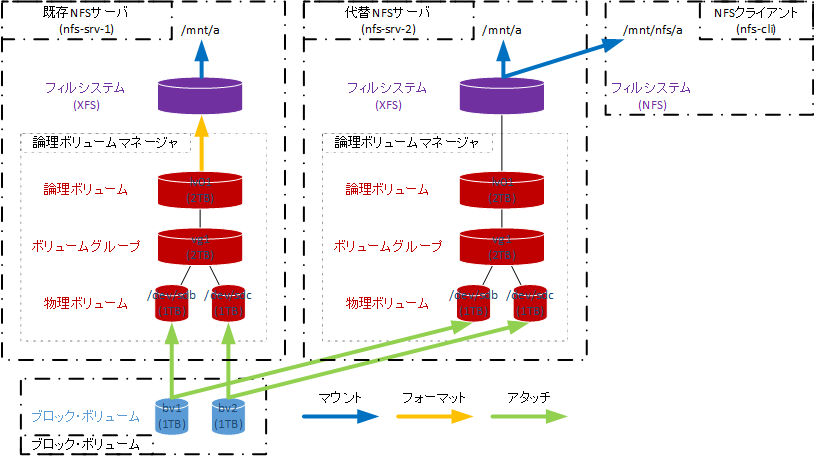 既存NFSサーバ
(nfs-srv-1)
/mnt/a
代替NFSサーバ
(nfs-srv-2)
/mnt/a
/mnt/nfs/a
NFSクライアント
(nfs-cli)
フィルシステム
(XFS)
フィルシステム
(XFS)
フィルシステム
(NFS)
論理ボリュームマネージャ
論理ボリュームマネージャ
論理ボリューム
(2TB)
論理ボリューム
(2TB)
ボリュームグループ
vg1
(2TB)
ボリュームグループ
vg1
(2TB)
物理ボリューム
/dev/sdb
(1TB)
/dev/sdc
(1TB)
物理ボリューム
/dev/sdb
(1TB)
/dev/sdc
(1TB)
ブロック・ボリューム
bv1
(1TB)
bv2
(1TB)
ブロック・ボリューム
マウント
フォーマット
アタッチ